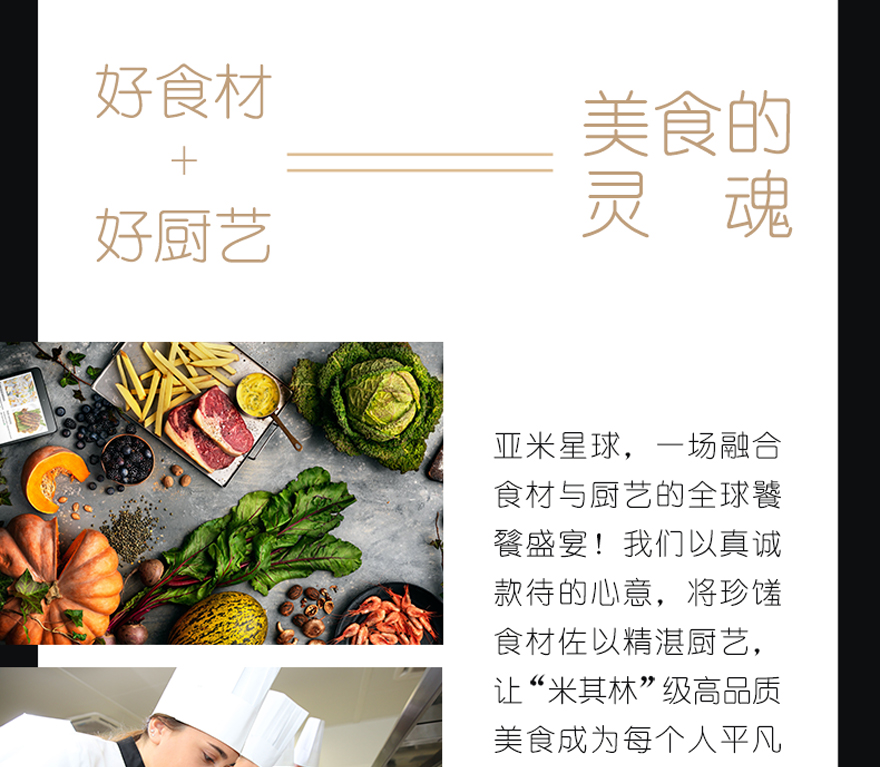 好食材
+
好厨艺
美食的
灵 魂
亚米星球，一场融合
食材与厨艺的全球饕
餮盛宴！我们以真诚
款待的心意，将珍馐
食材佐以精湛厨艺，
让“米其林”级高品质
美食成为每个人平凡